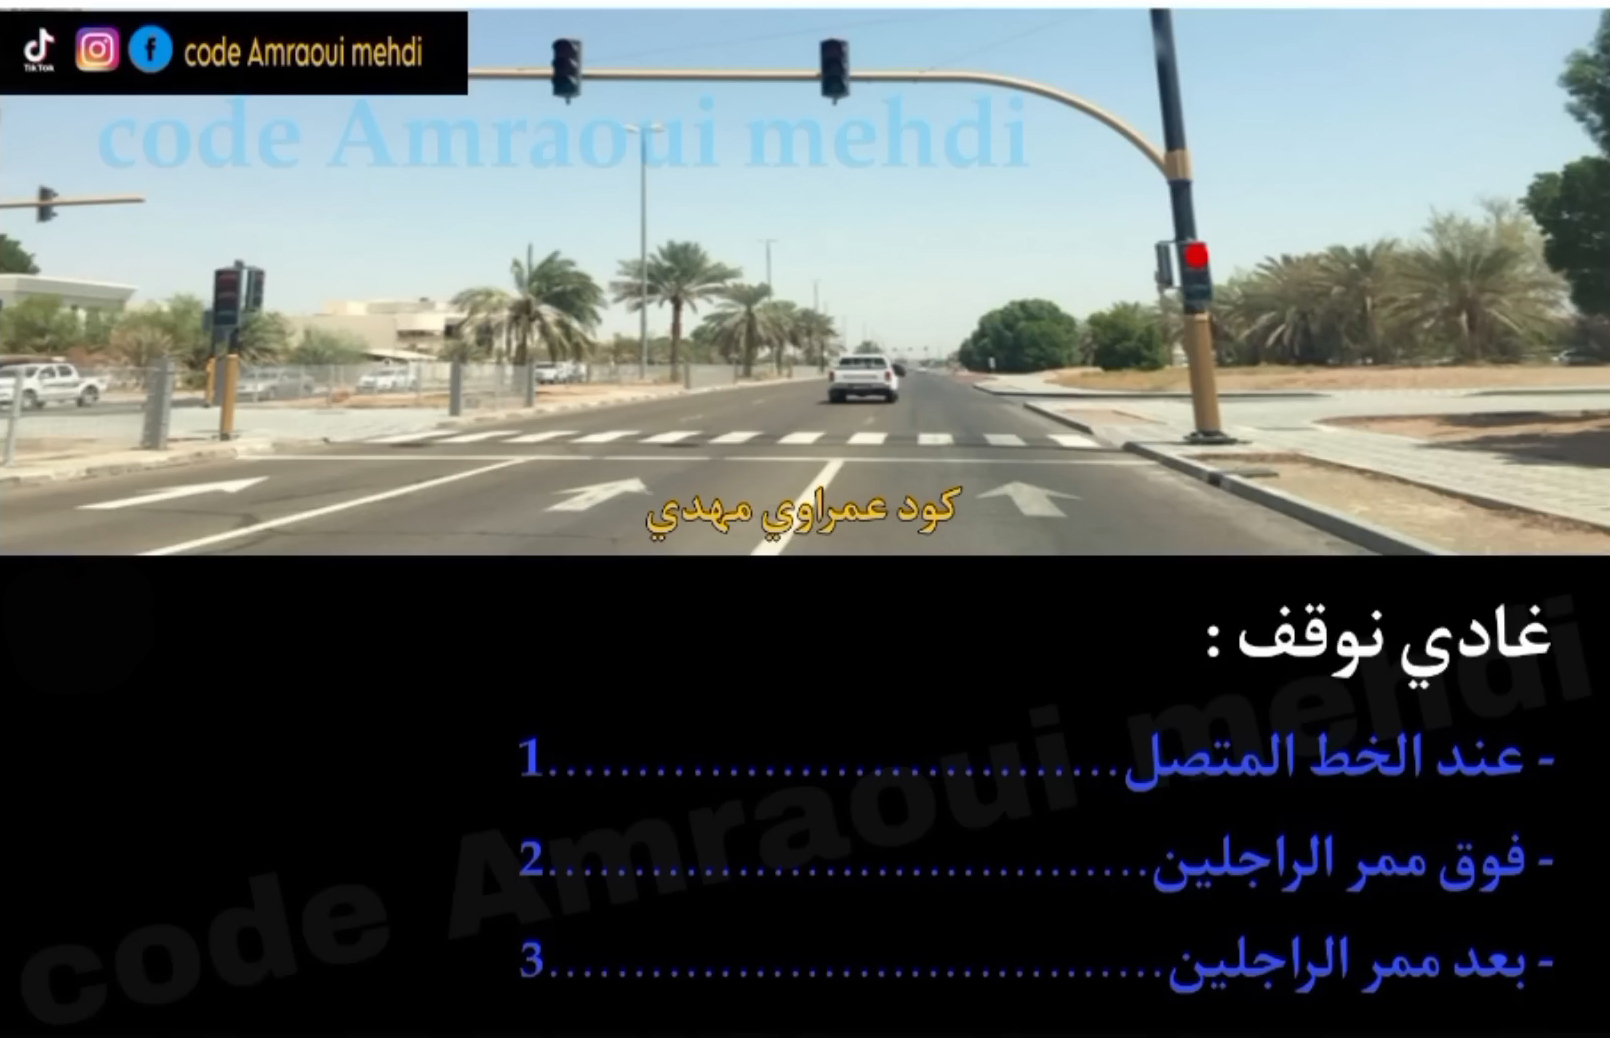 TikTok
code Amraoui mehdi
code Amraoui mehdi
كود عمراوي مهدي
غادي نوقف :
- عند الخط المتصل................................1
- فوق ممر الراجلين................................2
- بعد ممر الراجلين................................3
code Amraoui mehdi